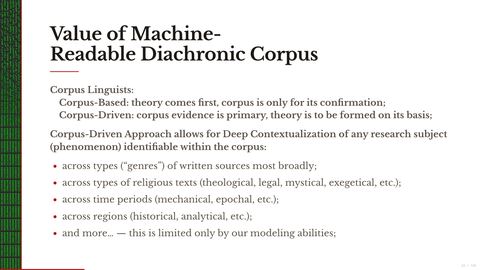 Value of Machine-
Readable Diachronic Corpus
Corpus Linguists:
Corpus-Based: theory comes first, corpus is only for its confirmation;
Corpus-Driven: corpus evidence is primary, theory is to be formed on its basis;
Corpus-Driven Approach allows for Deep Contextualization of any research subject
(phenomenon) identifiable within the corpus:
• across types (“genres”) of written sources most broadly;
• across types of religious texts (theological, legal, mystical, exegetical, etc.);
• across time periods (mechanical, epochal, etc.);
• across regions (historical, analytical, etc.);
• and more… — this is limited only by our modeling abilities;